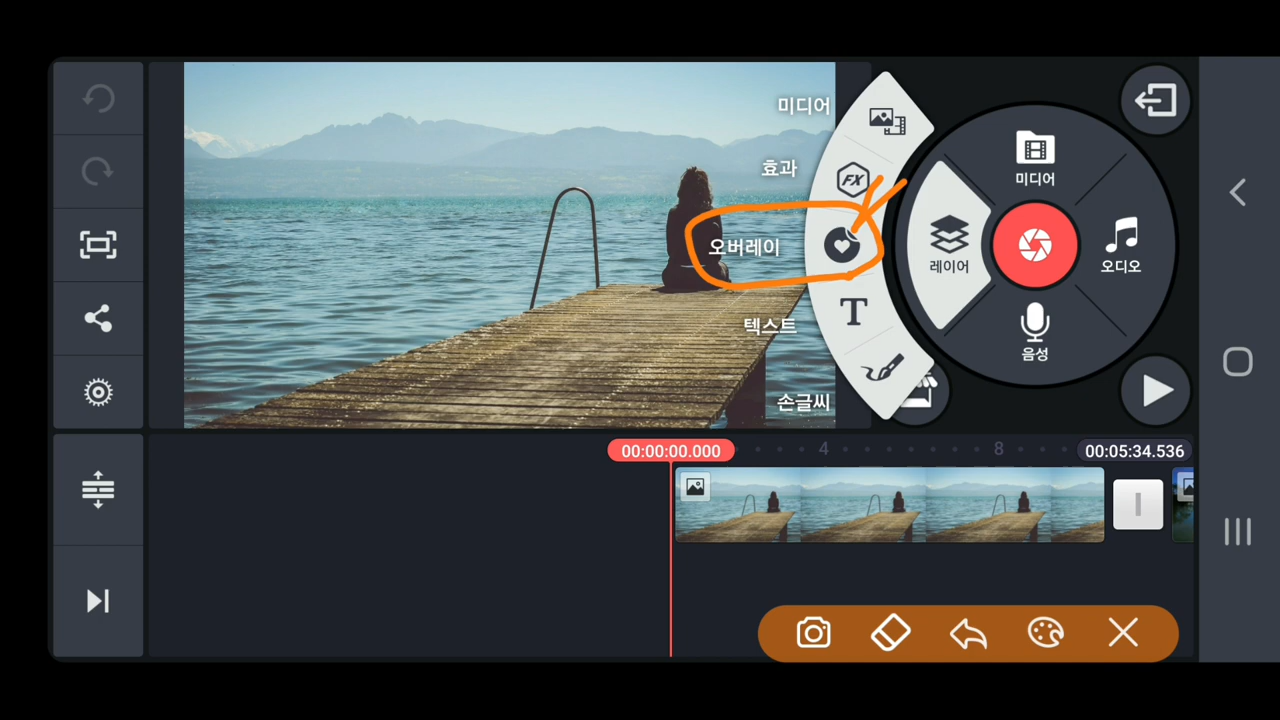 미디어
효과
FX
오버레이
T
텍스트
손글씨
미디어
레이어
오디오
음성
00:00:00.000
4
8
00:05:34.536